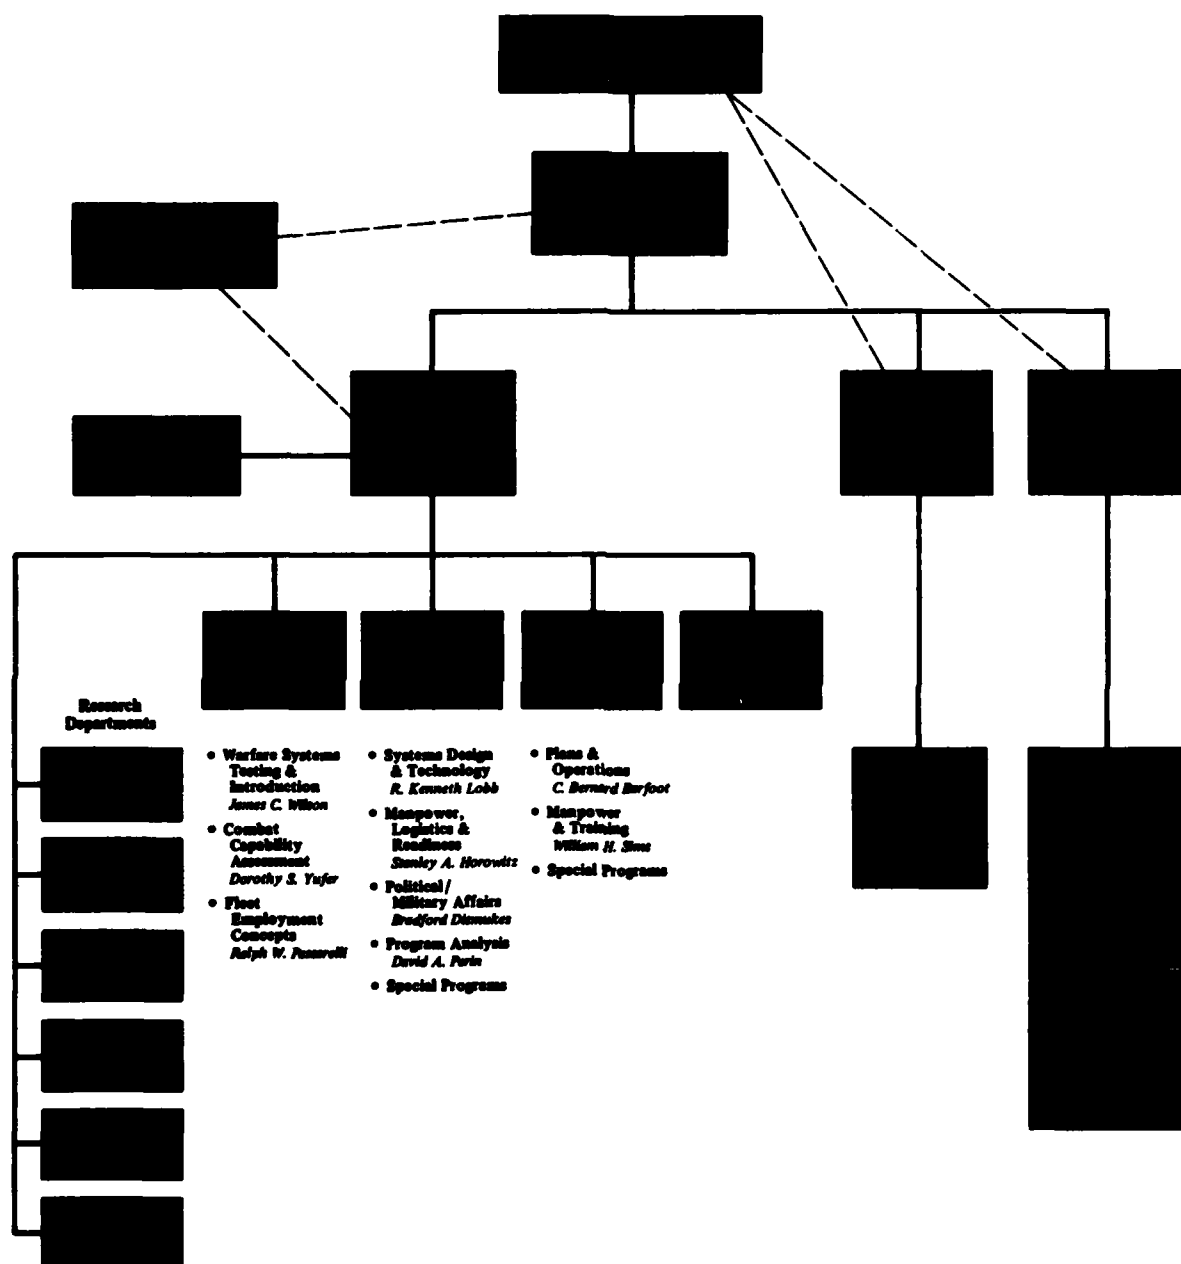 Research
Departments
• Warfare Systems
Testing &
Introduction
James C. Wilson
• Combat
Capability
Assessment
Dorothy S. Yufer
• Fleet
Employment
Concepts
Ralph W. Passarelli
• Systems Design
& Technology
R. Kenneth Lobb
• Manpower,
Logistics &
Readiness
Stanley A. Horowitz
• Political/
Military Affairs
Bradford Dismukes
• Program Analysis
David A. Perin
• Special Programs
• Plans &
Operations
C. Bernard Barfoot
• Manpower
& Training
William H. Sims
• Special Programs